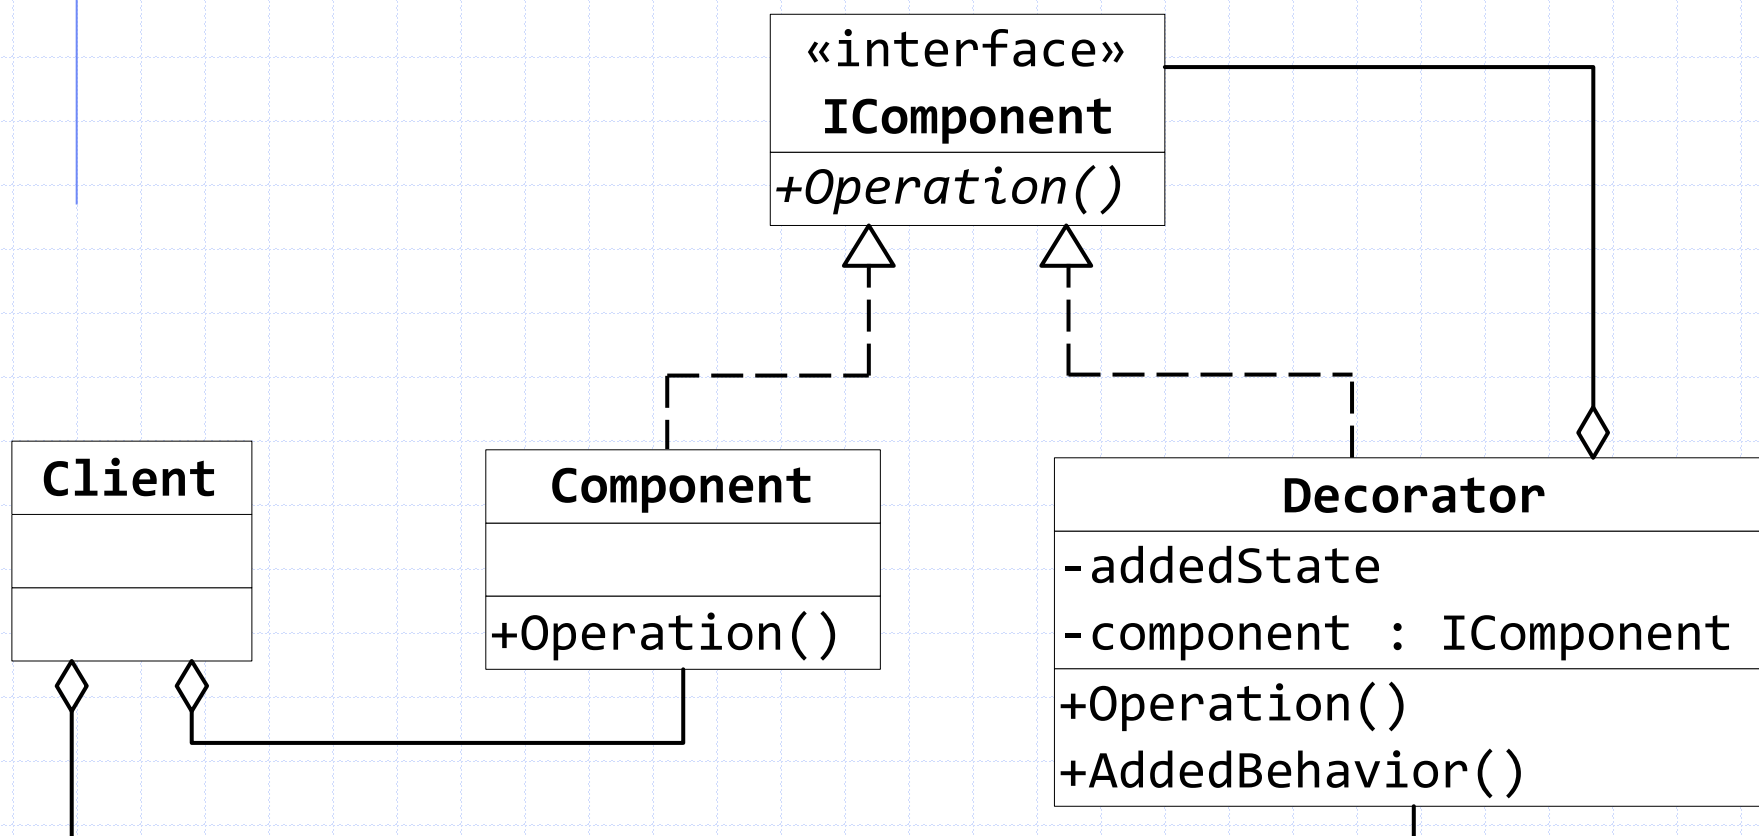 «interface»
IComponent
+Operation()
Client
Component
+Operation()
Decorator
-addedState
-component : IComponent
+Operation()
+AddedBehavior()